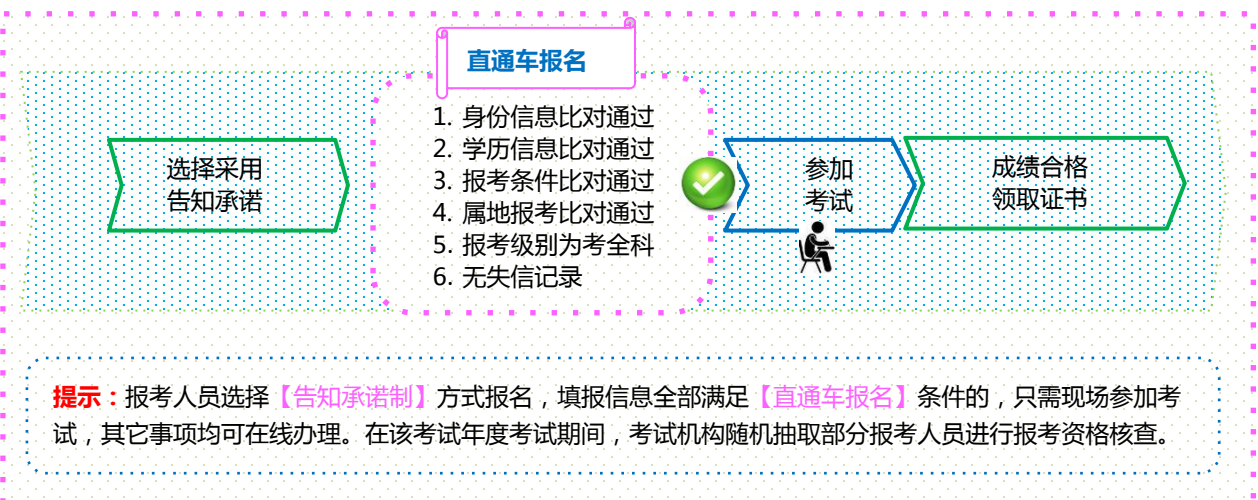 直通车报名
1. 身份信息比对通过
2. 学历信息比对通过
3. 报考条件比对通过
4. 属地报考比对通过
5. 报考级别为考全科
6. 无失信记录
选择采用
告知承诺
参加
考试
成绩合格
领取证书
提示：报考人员选择【告知承诺制】方式报名，填报信息全部满足【直通车报名】条件的，只需现场参加考
试，其它事项均可在线办理。在该考试年度考试期间，考试机构随机抽取部分报考人员进行报考资格核查。